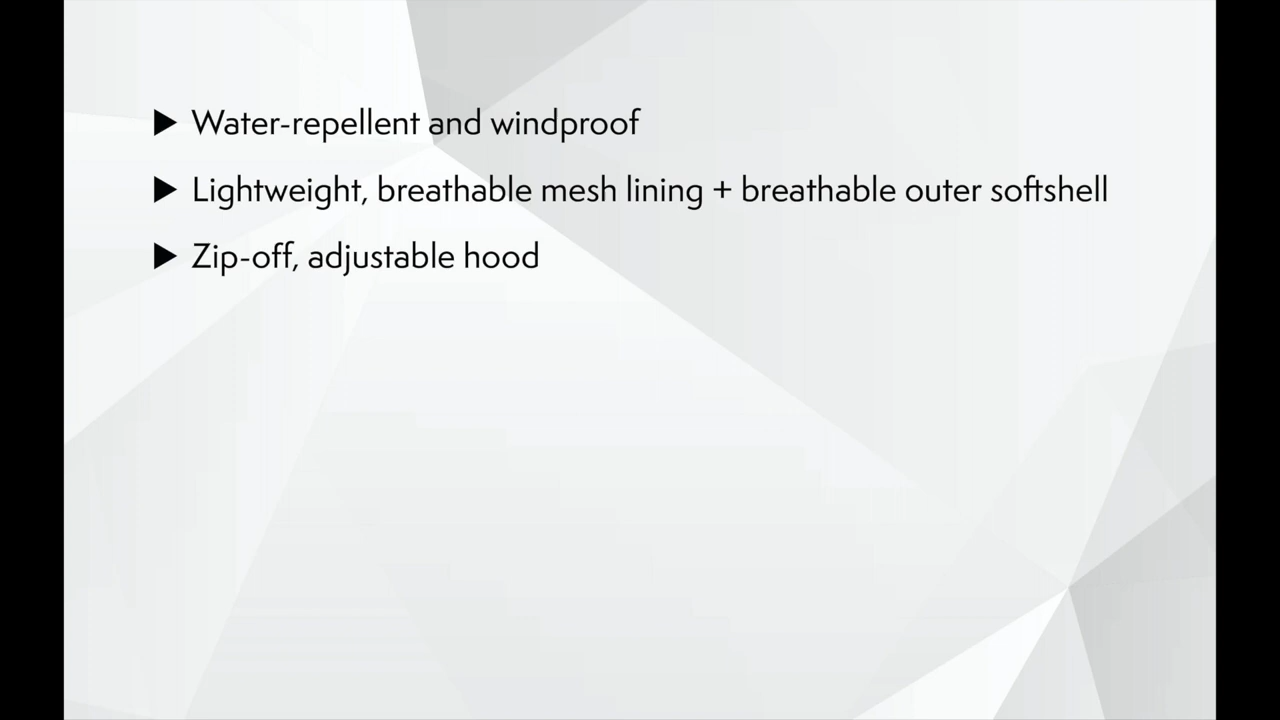 ▶ Water-repellent and windproof
▶ Lightweight, breathable mesh lining + breathable outer softshell
▶ Zip-off, adjustable hood